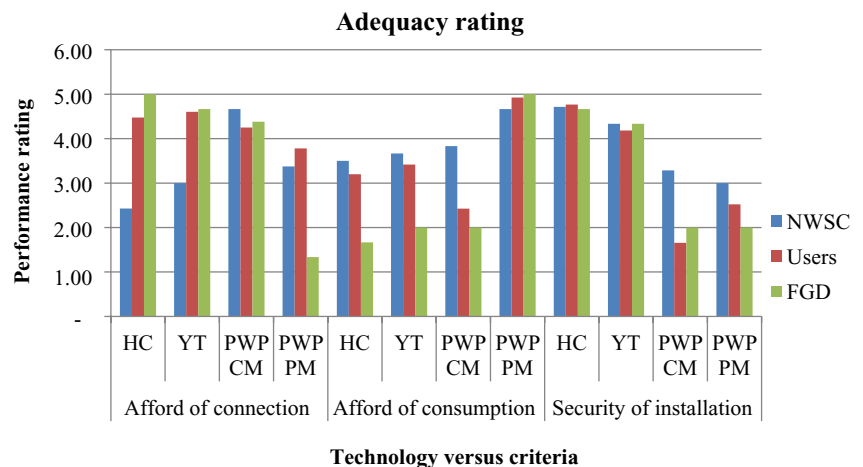 Adequacy rating
Performance rating
6.00
5.00
4.00
3.00
2.00
1.00
-
NWSC
Users
FGD
HC YT PWP CM PWP PM HC YT PWP CM PWP PM HC YT PWP CM PWP PM
Afford of connection Afford of consumption Security of installation
Technology versus criteria